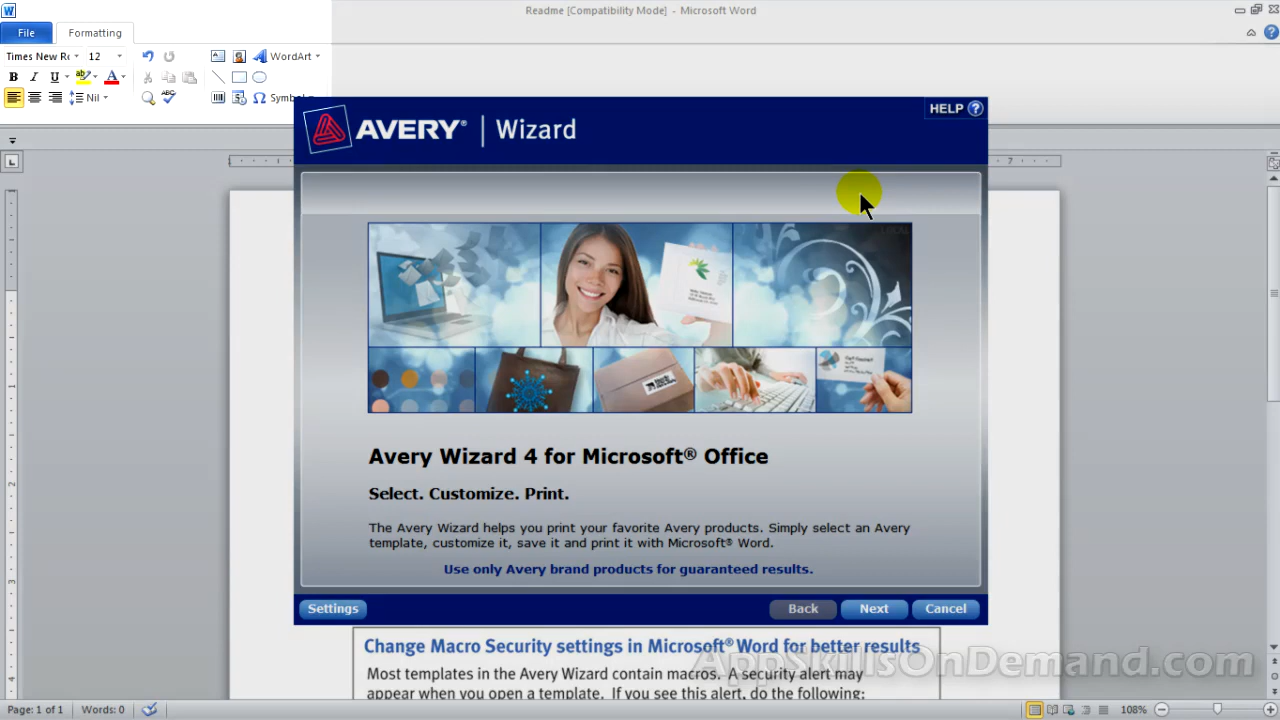 Readme [Compatibility Mode] - Microsoft Word
File Formatting
Times New Ro 12 WordArt
B I U A
Nil Symbol
AVERY® | Wizard
HELP ?
Avery Wizard 4 for Microsoft® Office
Select. Customize. Print.
The Avery Wizard helps you print your favorite Avery products. Simply select an Avery
template, customize it, save it and print it with Microsoft® Word.
Use only Avery brand products for guaranteed results.
Settings Back Next Cancel
Change Macro Security settings in Microsoft® Word for better results
AppSkillsOnDemand.com
Most templates in the Avery Wizard contain macros. A security alert may
appear when you open a template. If you see this alert, do the following:
Page: 1 of 1 Words: 0 108%